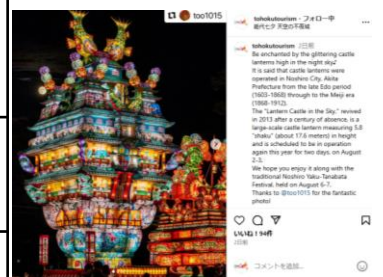 too1015
tohokutourism・フォロー中
能代七夕 天空の不夜城
tohokutourism 2日前
Be enchanted by the glittering castle
lanterns high in the night sky♪
It is said that castle lanterns were
operated in Noshiro City, Akita
Prefecture from the late Edo period
(1603-1868) through to the Meiji era
(1868-1912).
The "Lantern Castle in the Sky," revived
in 2013 after a century of absence, is a
large-scale castle lantern measuring 5.8
"shaku" (about 17.6 meters) in height
and is scheduled to be in operation
again this year for two days, on August
2-3.
We hope you enjoy it along with the
traditional Noshiro Yaku-Tanabata
Festival, held on August 6-7.
Thanks to @too1015 for the fantastic
photo!
いいね！94件
2日前
コメントを追加...